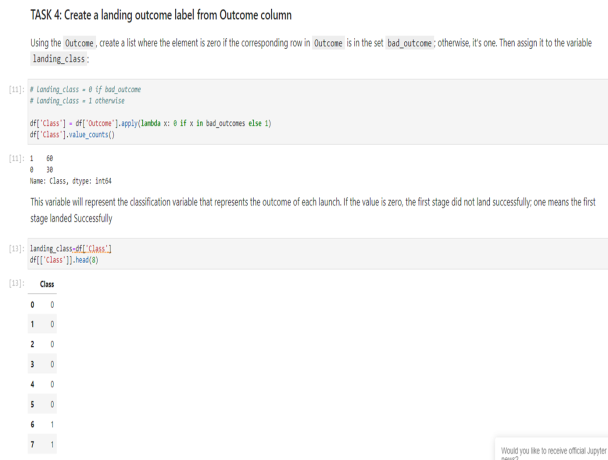 TASK 4: Create a landing outcome label from Outcome column
Using the Outcome, create a list where the element is zero if the corresponding row in Outcome is in the set bad_outcome; otherwise, it's one. Then assign it to the variable
landing_class:
[11]: # landing_class = 0 if bad_outcome
# landing_class = 1 otherwise
df['Class'] = df['Outcome'].apply(lambda x: 0 if x in bad_outcomes else 1)
df['Class'].value_counts()
[11]: 1 60
0 30
Name: Class, dtype: int64
This variable will represent the classification variable that represents the outcome of each launch. If the value is zero, the first stage did not land successfully; one means the first
stage landed Successfully
[13]: landing_class=df['Class']
df[['Class']].head(8)
[13]: Class
0 0
1 0
2 0
3 0
4 0
5 0
6 1
7 1
Would you like to receive official Jupyter
news?